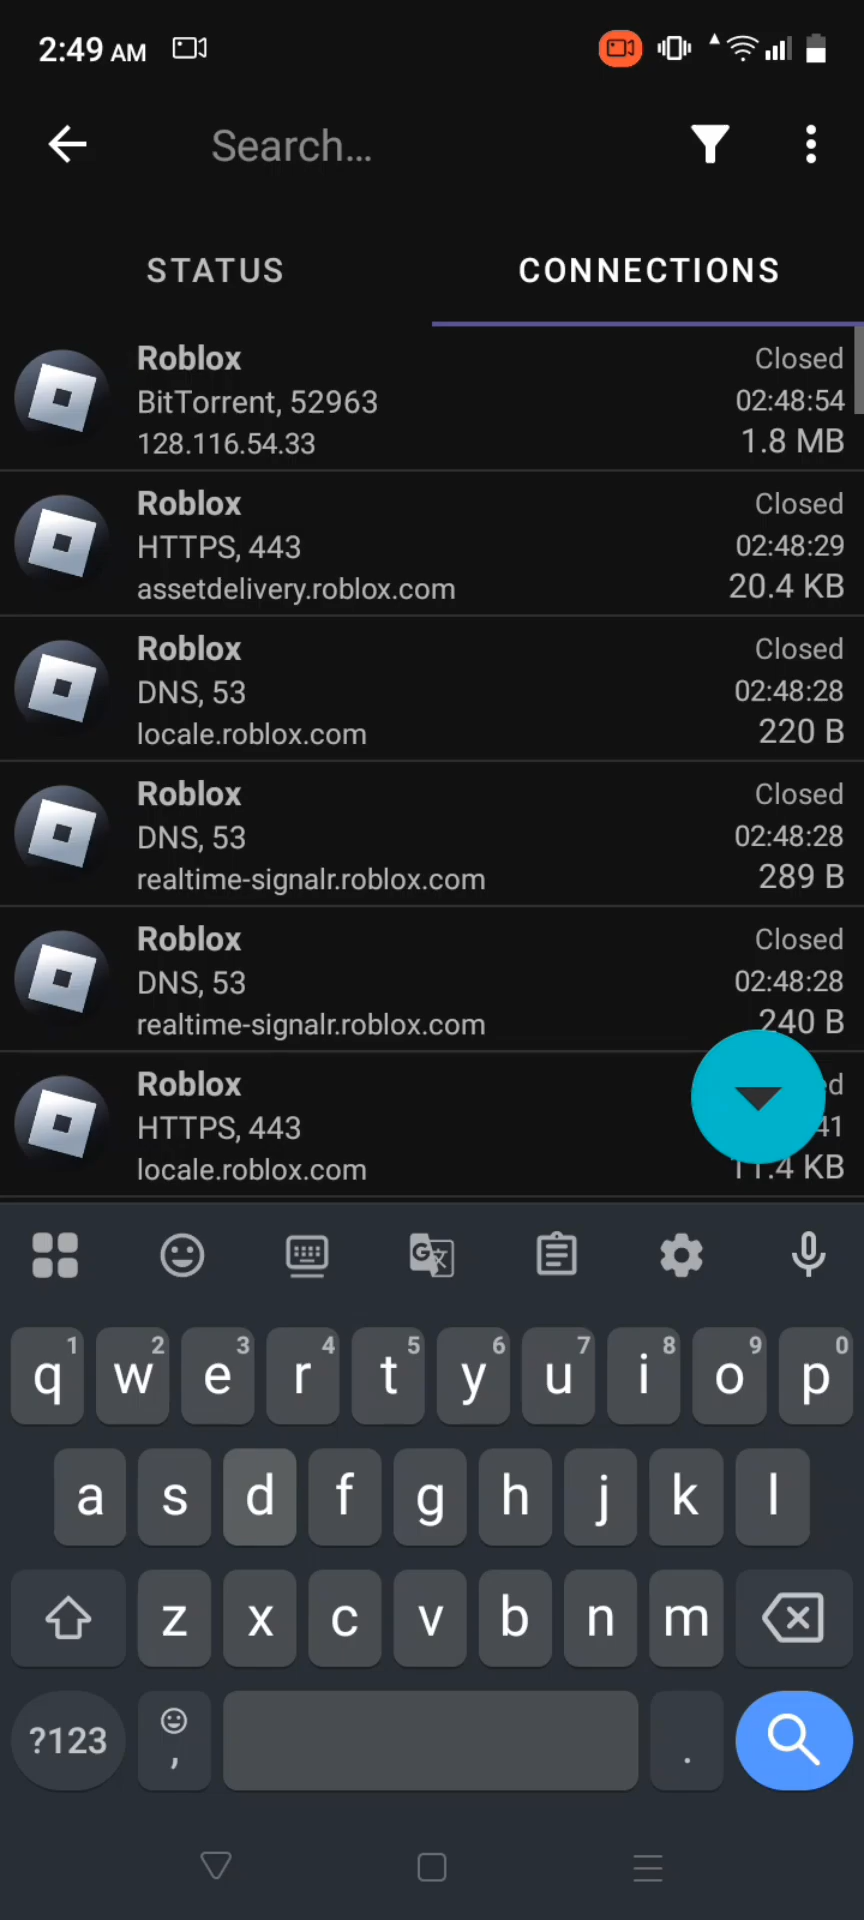 2:49 AM
Search...
STATUS
CONNECTIONS
Roblox
Closed
BitTorrent, 52963
02:48:54
128.116.54.33
1.8 MB
Roblox
Closed
HTTPS, 443
02:48:29
assetdelivery.roblox.com
20.4 KB
Roblox
Closed
DNS, 53
02:48:28
locale.roblox.com
220 B
Roblox
Closed
DNS, 53
02:48:28
realtime-signalr.roblox.com
289 B
Roblox
Closed
DNS, 53
02:48:28
realtime-signalr.roblox.com
240 B
Roblox
HTTPS, 443
locale.roblox.com
11.4 KB
1 2 3 4 5 6 7 8 9 0
q w e r t y u i o p
a s d f g h j k l
z x c v b n m
?123 , .